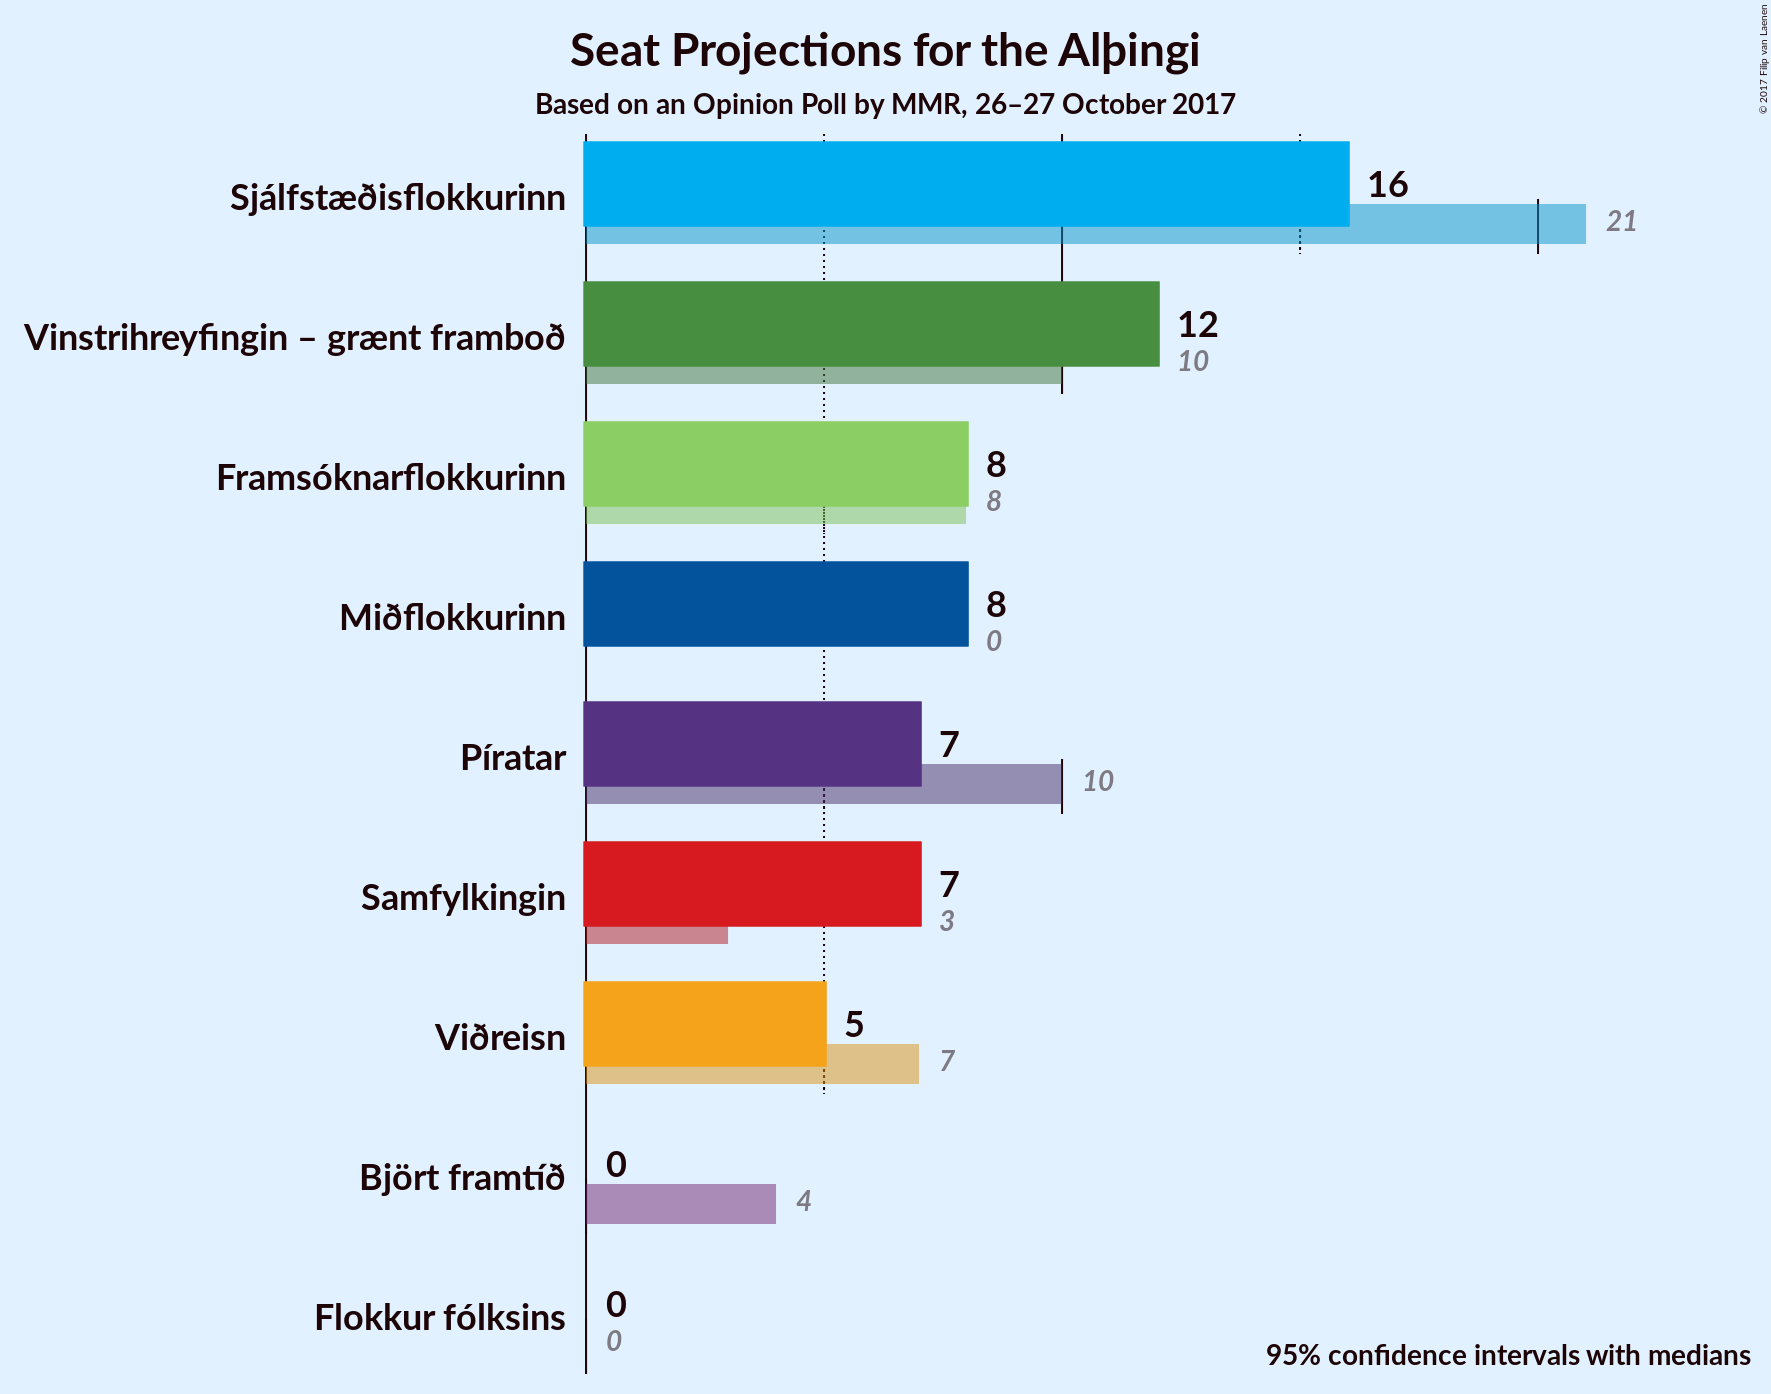 Seat Projections for the Alþingi
Based on an Opinion Poll by MMR, 26–27 October 2017
© 2017 Filip van Laenen
Sjálfstæðisflokkurinn
16
21
Vinstrihreyfingin – grænt framboð
12
10
Framsóknarflokkurinn
8
8
Miðflokkurinn
8
0
Píratar
7
10
Samfylkingin
7
3
Viðreisn
5
7
Björt framtíð
0
4
Flokkur fólksins
0
0
95% confidence intervals with medians